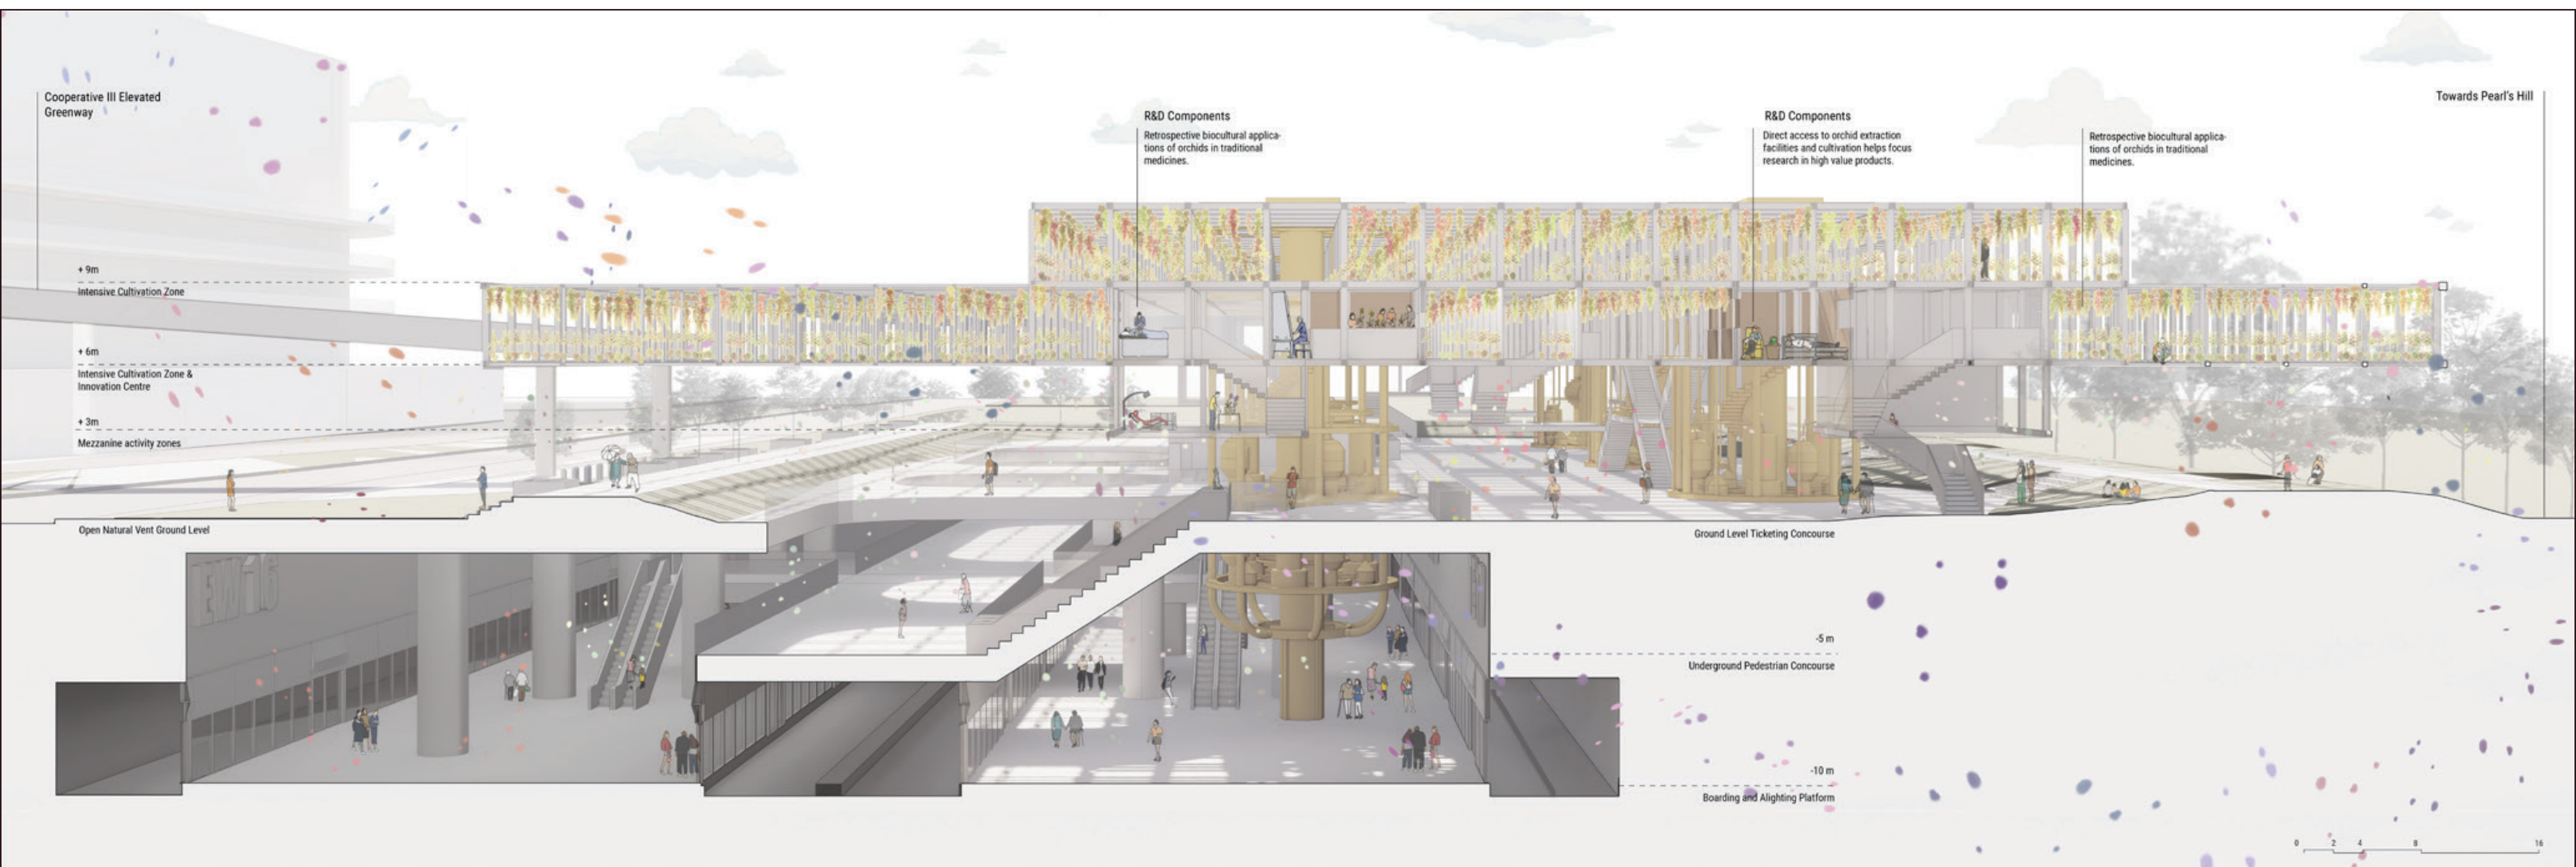 Cooperative III Elevated
Greenway
R&D Components
Retrospective biocultural applica-
tions of orchids in traditional
medicines.
R&D Components
Direct access to orchid extraction
facilities and cultivation helps focus
research in high value products.
Retrospective biocultural applica-
tions of orchids in traditional
medicines.
Towards Pearl's Hill
+ 9m
Intensive Cultivation Zone
+ 6m
Intensive Cultivation Zone &
Innovation Centre
+ 3m
Mezzanine activity zones
Open Natural Vent Ground Level
Ground Level Ticketing Concourse
EW16
-5 m
Underground Pedestrian Concourse
-10 m
Boarding and Alighting Platform
0 2 4 8 16